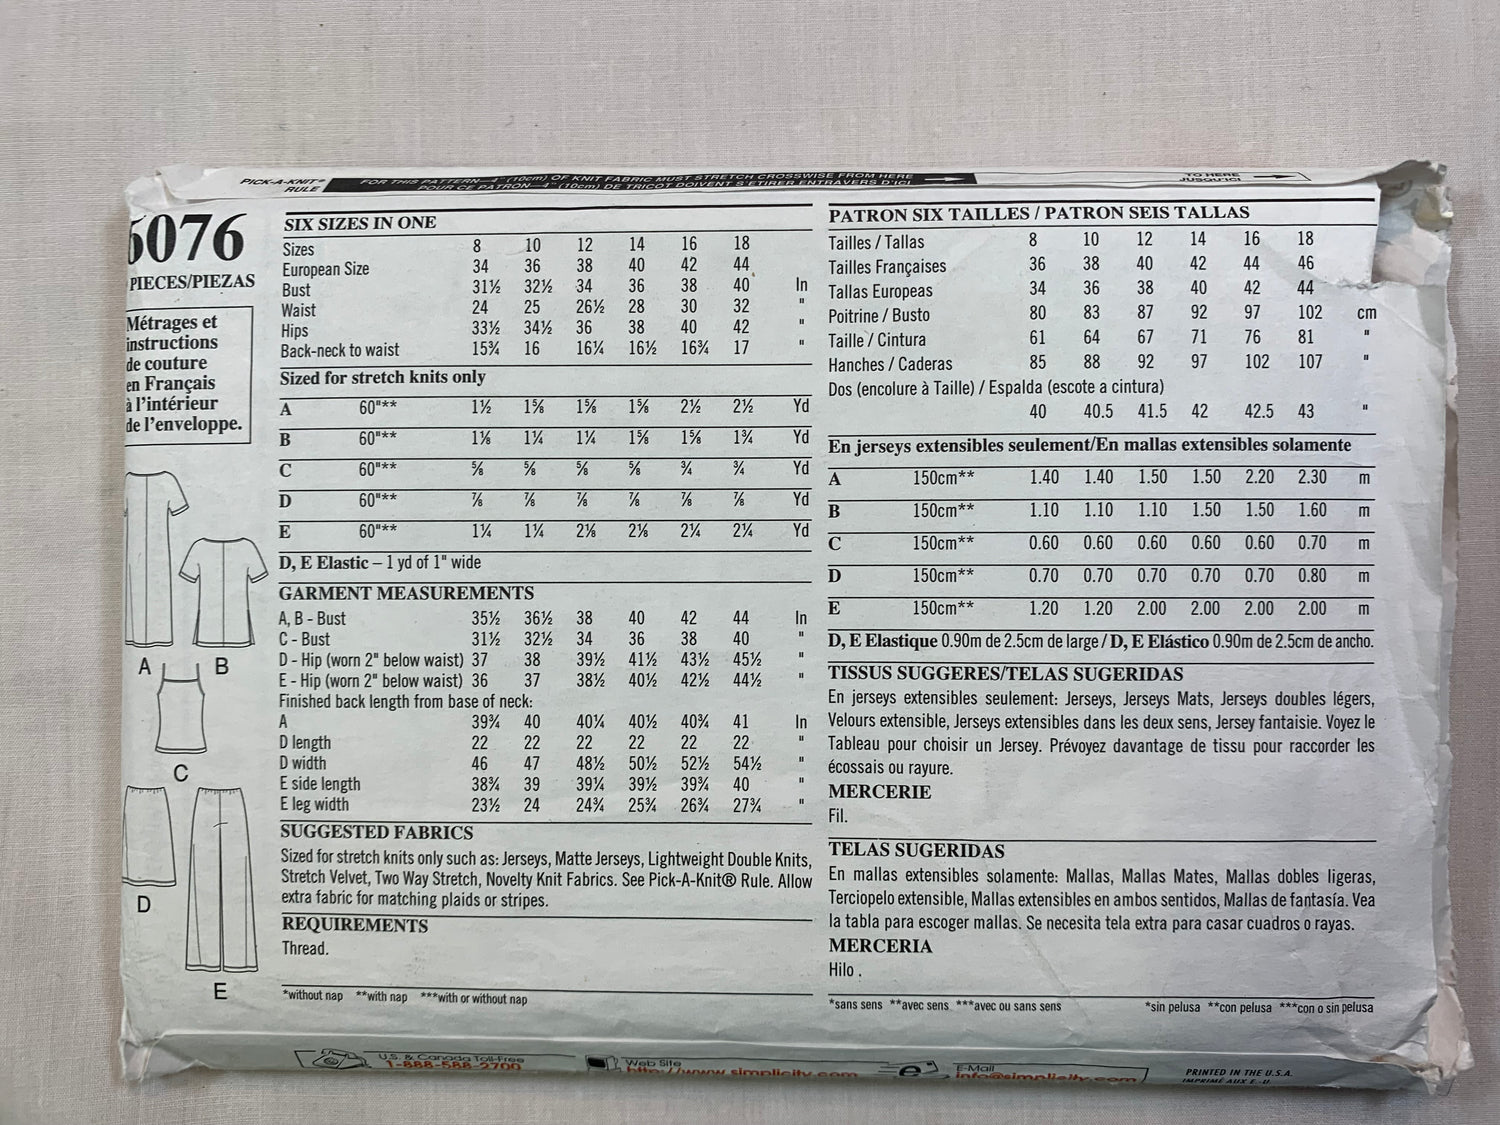 PICK-A-KNIT®
RULE
FOR THIS PATTERN—4" (10cm) OF KNIT FABRIC MUST STRETCH CROSSWISE FROM HERE
POUR CE PATRON—4" (10cm) DE TRICOT DOIVENT S'ETIRER ENTRAVERS D'ICI
TO HERE
JUSQU'ICI
5076
PIECES/PIEZAS
Métrages et
instructions
de couture
en Français
à l'intérieur
de l'enveloppe.
A
B
C
D
E
SIX SIZES IN ONE
Sizes 8 10 12 14 16 18
European Size 34 36 38 40 42 44
Bust 31½ 32½ 34 36 38 40 In
Waist 24 25 26½ 28 30 32 "
Hips 33½ 34½ 36 38 40 42 "
Back-neck to waist 15¾ 16 16¼ 16½ 16¾ 17 "
Sized for stretch knits only
A 60"** 1½ 1⅝ 1⅝ 1⅝ 2½ 2½ Yd
B 60"** 1⅛ 1¼ 1¼ 1⅝ 1⅝ 1¾ Yd
C 60"** ⅝ ⅝ ⅝ ⅝ ¾ ¾ Yd
D 60"** ⅞ ⅞ ⅞ ⅞ ⅞ ⅞ Yd
E 60"** 1¼ 1¼ 2⅛ 2⅛ 2¼ 2¼ Yd
D, E Elastic – 1 yd of 1" wide
GARMENT MEASUREMENTS
A, B - Bust 35½ 36½ 38 40 42 44 In
C - Bust 31½ 32½ 34 36 38 40 "
D - Hip (worn 2" below waist) 37 38 39½ 41½ 43½ 45½ "
E - Hip (worn 2" below waist) 36 37 38½ 40½ 42½ 44½ "
Finished back length from base of neck:
A 39¾ 40 40¼ 40½ 40¾ 41 In
D length 22 22 22 22 22 22 "
D width 46 47 48½ 50½ 52½ 54½ "
E side length 38¾ 39 39¼ 39½ 39¾ 40 "
E leg width 23½ 24 24¾ 25¾ 26¾ 27¾ "
SUGGESTED FABRICS
Sized for stretch knits only such as: Jerseys, Matte Jerseys, Lightweight Double Knits,
Stretch Velvet, Two Way Stretch, Novelty Knit Fabrics. See Pick-A-Knit® Rule. Allow
extra fabric for matching plaids or stripes.
REQUIREMENTS
Thread.
*without nap **with nap ***with or without nap
PATRON SIX TAILLES / PATRON SEIS TALLAS
Tailles / Tallas 8 10 12 14 16 18
Tailles Françaises 36 38 40 42 44 46
Tallas Europeas 34 36 38 40 42 44
Poitrine / Busto 80 83 87 92 97 102 cm
Taille / Cintura 61 64 67 71 76 81 "
Hanches / Caderas 85 88 92 97 102 107 "
Dos (encolure à Taille) / Espalda (escote a cintura)
40 40.5 41.5 42 42.5 43 "
En jerseys extensibles seulement/En mallas extensibles solamente
A 150cm** 1.40 1.40 1.50 1.50 2.20 2.30 m
B 150cm** 1.10 1.10 1.10 1.50 1.50 1.60 m
C 150cm** 0.60 0.60 0.60 0.60 0.60 0.70 m
D 150cm** 0.70 0.70 0.70 0.70 0.70 0.80 m
E 150cm** 1.20 1.20 2.00 2.00 2.00 2.00 m
D, E Elastique 0.90m de 2.5cm de large / D, E Elástico 0.90m de 2.5cm de ancho.
TISSUS SUGGERES/TELAS SUGERIDAS
En jerseys extensibles seulement: Jerseys, Jerseys Mats, Jerseys doubles légers,
Velours extensible, Jerseys extensibles dans les deux sens, Jersey fantaisie. Voyez le
Tableau pour choisir un Jersey. Prévoyez davantage de tissu pour raccorder les
écossais ou rayure.
MERCERIE
Fil.
TELAS SUGERIDAS
En mallas extensibles solamente: Mallas, Mallas Mates, Mallas dobles ligeras,
Terciopelo extensible, Mallas extensibles en ambos sentidos, Mallas de fantasía. Vea
la tabla para escoger mallas. Se necesita tela extra para casar cuadros o rayas.
MERCERIA
Hilo .
*sans sens **avec sens ***avec ou sans sens
*sin pelusa **con pelusa ***con o sin pelusa
U.S. & Canada Toll-Free
1-888-588-2700
Web Site
http://www.simplicity.com
E-Mail
info@simplicity.com
PRINTED IN THE U.S.A.
IMPRIMÉ AUX E.-U.